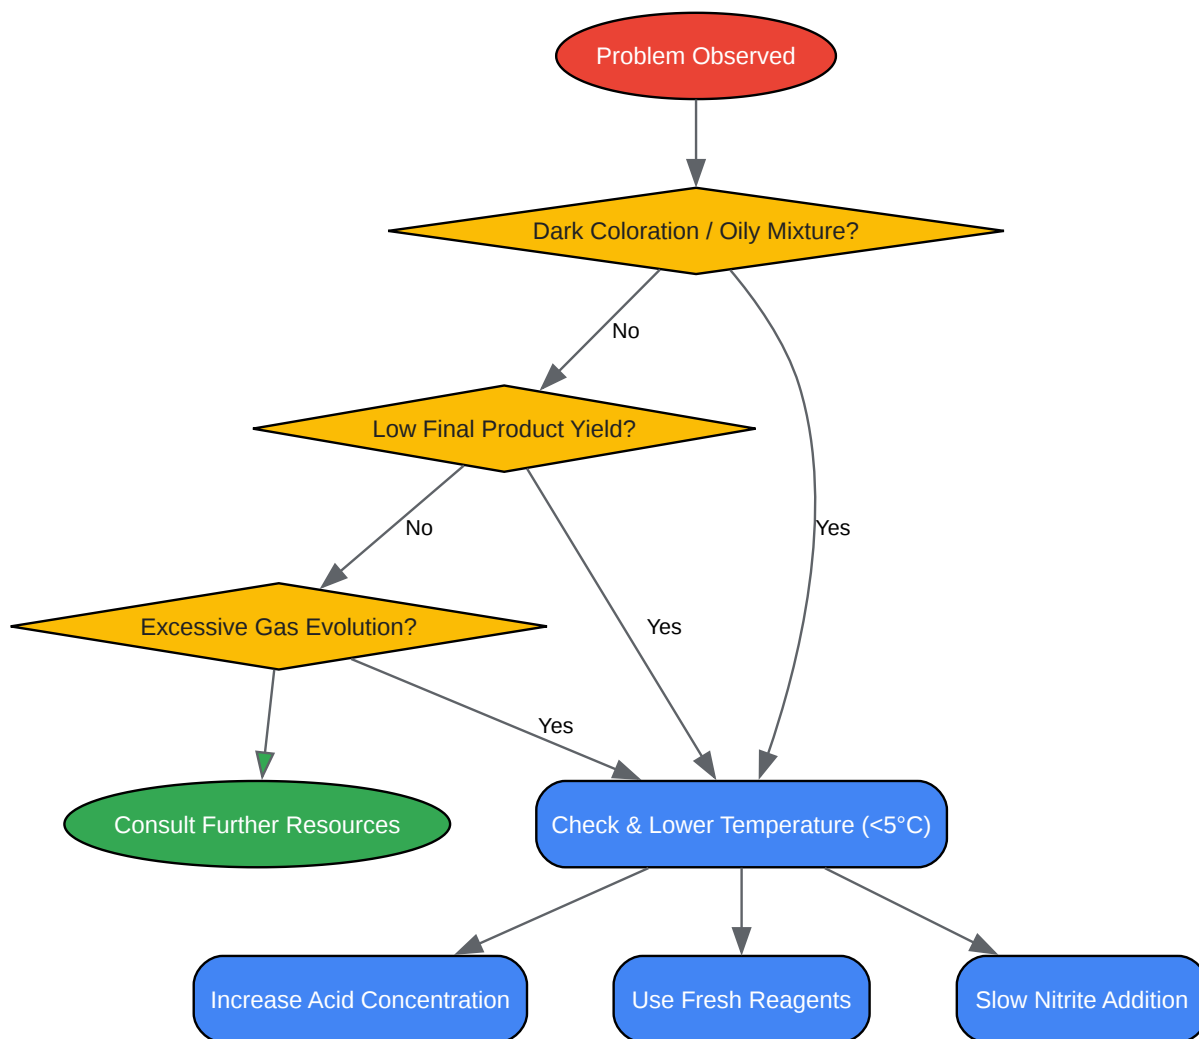 Problem Observed
Dark Coloration / Oily Mixture?
No
Low Final Product Yield?
No
Yes
Excessive Gas Evolution?
Yes
Yes
Consult Further Resources
Check & Lower Temperature (<5°C)
Increase Acid Concentration
Use Fresh Reagents
Slow Nitrite Addition